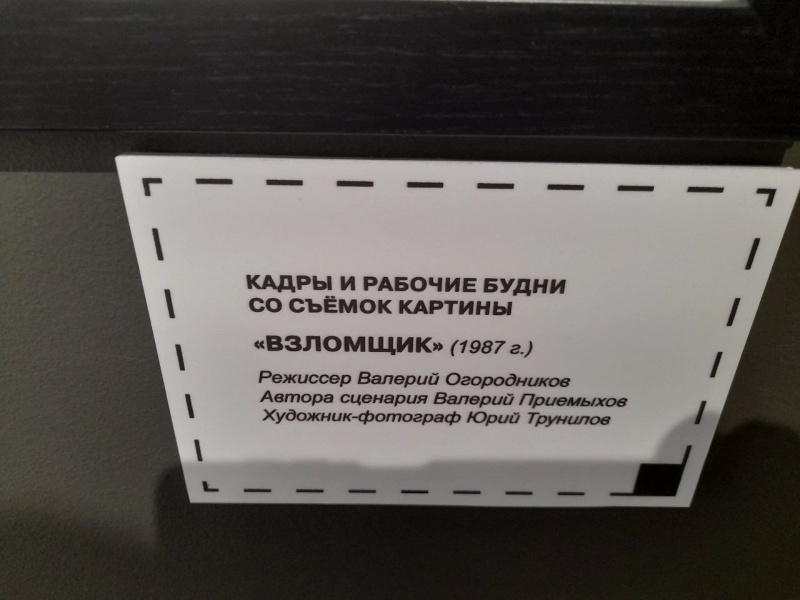 КАДРЫ И РАБОЧИЕ БУДНИ
СО СЪЁМОК КАРТИНЫ
«ВЗЛОМЩИК» (1987 г.)
Режиссер Валерий Огородников
Автора сценария Валерий Приемыхов
Художник-фотограф Юрий Трунилов